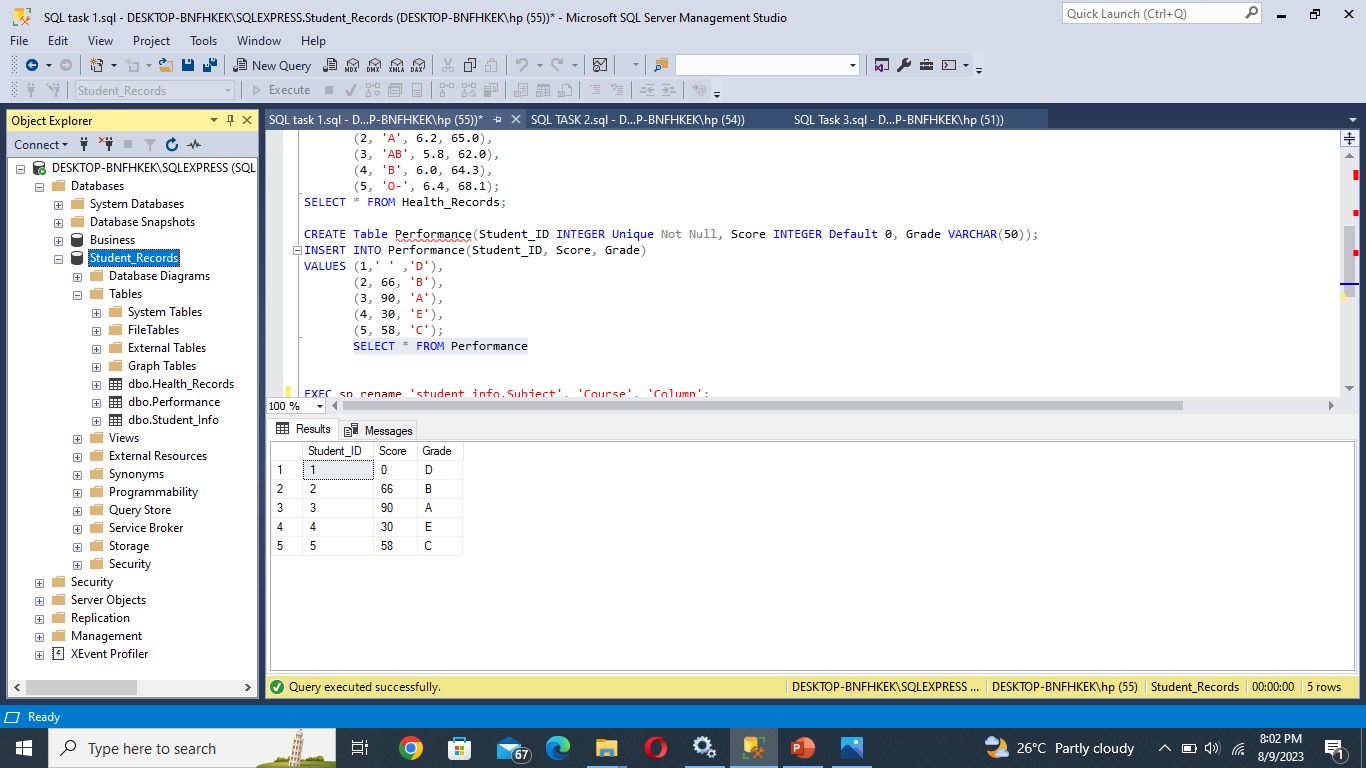 SQL task 1.sql - DESKTOP-BNFHKEK\SQLEXPRESS.Student_Records (DESKTOP-BNFHKEK\hp (55))* - Microsoft SQL Server Management Studio
Quick Launch (Ctrl+Q)
File Edit View Project Tools Window Help
New Query
MDX DMX XMLA DAX
Student_Records
Execute
Object Explorer
Connect
DESKTOP-BNFHKEK\SQLEXPRESS (SQL
Databases
System Databases
Database Snapshots
Business
Student_Records
Database Diagrams
Tables
System Tables
FileTables
External Tables
Graph Tables
dbo.Health_Records
dbo.Performance
dbo.Student_Info
Views
External Resources
Synonyms
Programmability
Query Store
Service Broker
Storage
Security
Security
Server Objects
Replication
Management
XEvent Profiler
SQL task 1.sql - D...P-BNFHKEK\hp (55))* SQL TASK 2.sql - D...P-BNFHKEK\hp (54)) SQL Task 3.sql - D...P-BNFHKEK\hp (51))
(2, 'A', 6.2, 65.0),
(3, 'AB', 5.8, 62.0),
(4, 'B', 6.0, 64.3),
(5, 'O-', 6.4, 68.1);
SELECT * FROM Health_Records;
CREATE Table Performance(Student_ID INTEGER Unique Not Null, Score INTEGER Default 0, Grade VARCHAR(50));
INSERT INTO Performance(Student_ID, Score, Grade)
VALUES (1,' ' ,'D'),
(2, 66, 'B'),
(3, 90, 'A'),
(4, 30, 'E'),
(5, 58, 'C');
SELECT * FROM Performance
EXEC sp_rename 'student_info.Subject', 'Course', 'Column';
100 %
Results Messages
Student_ID Score Grade
1 1 0 D
2 2 66 B
3 3 90 A
4 4 30 E
5 5 58 C
Query executed successfully.
DESKTOP-BNFHKEK\SQLEXPRESS ... DESKTOP-BNFHKEK\hp (55) Student_Records 00:00:00 5 rows
Ready
Type here to search
67
26°C Partly cloudy
8:02 PM
8/9/2023
1